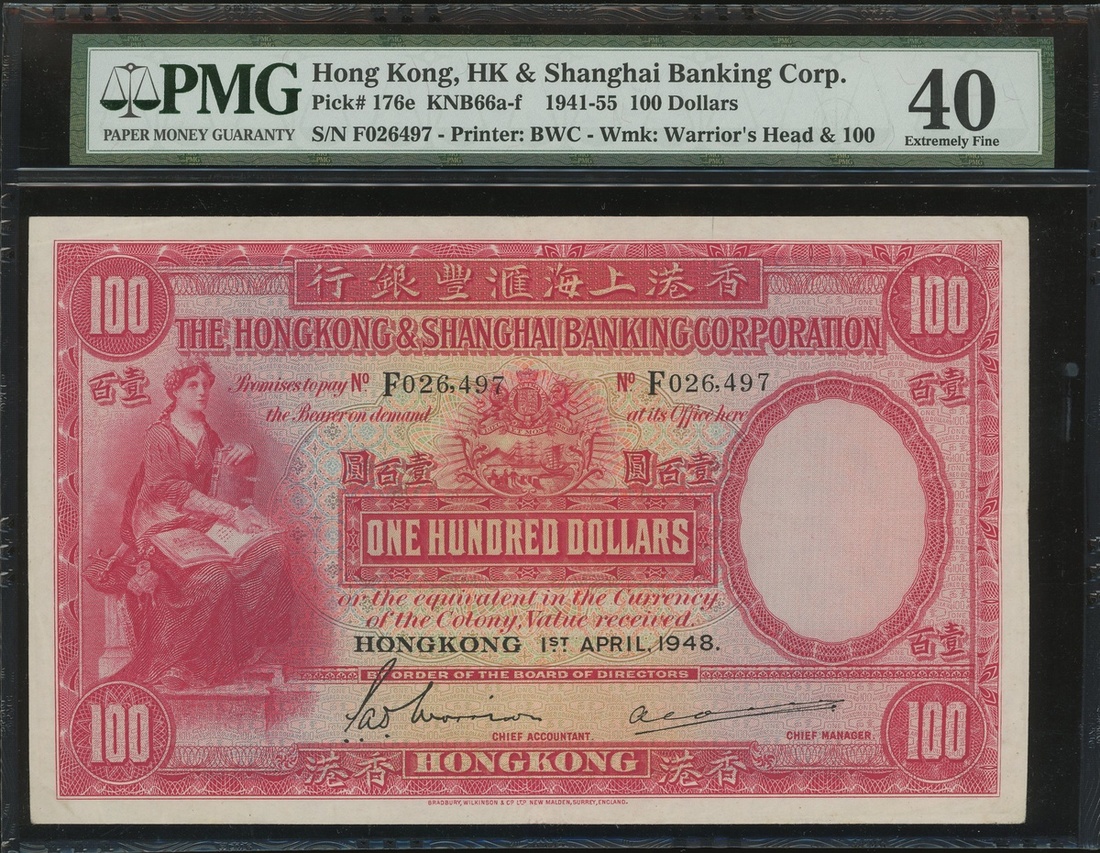 PMG
PAPER MONEY GUARANTY
Hong Kong, HK & Shanghai Banking Corp.
Pick# 176e KNB66a-f 1941-55 100 Dollars
S/N F026497 - Printer: BWC - Wmk: Warrior's Head & 100
40
Extremely Fine
100 行銀豐滙海上港香 100
THE HONGKONG & SHANGHAI BANKING CORPORATION
百壹 Promises to pay Nº F026,497 Nº F026,497 百壹
the Bearer on demand at its Office here
圓百壹 圓百壹
ONE HUNDRED DOLLARS
or the equivalent in the Currency
of the Colony, Value received.
百壹
HONGKONG 1ST APRIL, 1948.
BY ORDER OF THE BOARD OF DIRECTORS
100 100
CHIEF ACCOUNTANT. CHIEF MANAGER.
港香 HONGKONG 港香
BRADBURY, WILKINSON & CO LTD NEW MALDEN, SURREY, ENGLAND.